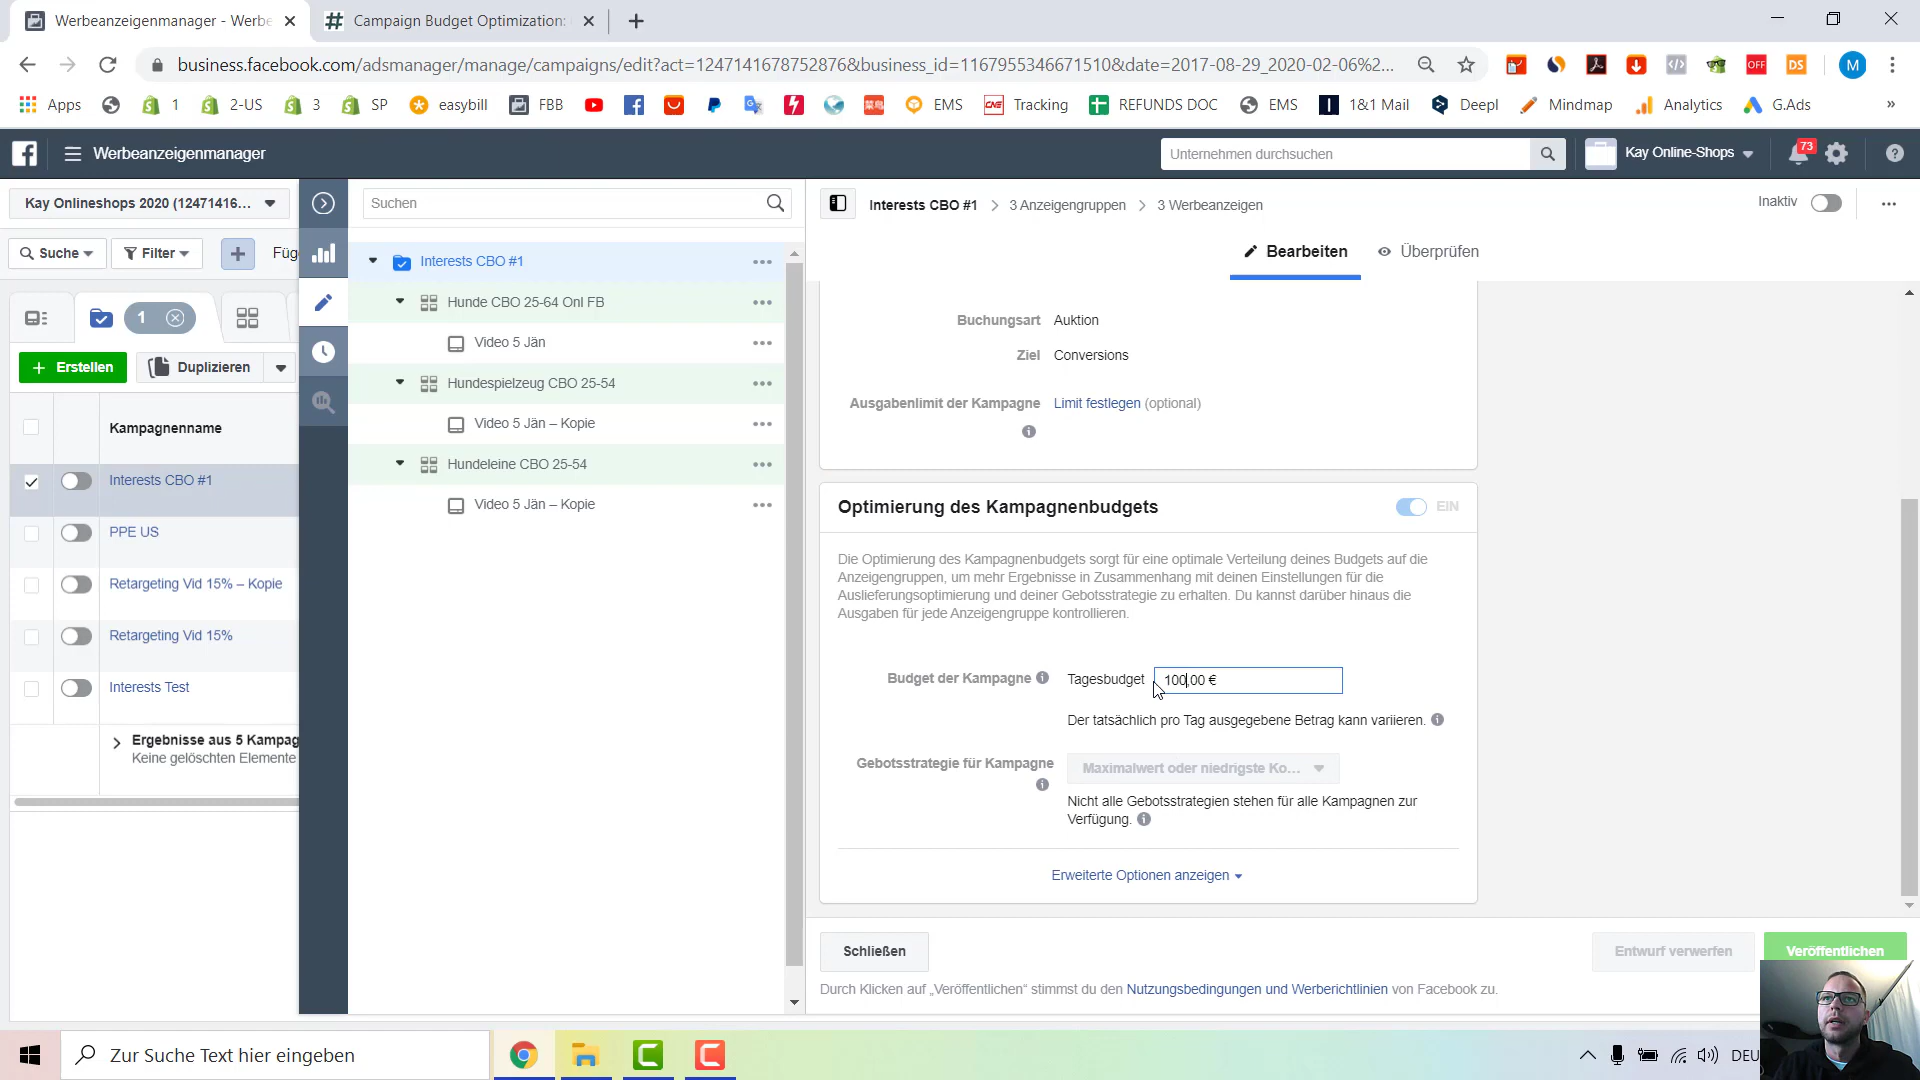 Werbeanzeigenmanager - Werbe
Campaign Budget Optimization:
business.facebook.com/adsmanager/manage/campaigns/edit?act=1247141678752876&business_id=1167955346671510&date=2017-08-29_2020-02-06%2...
OFF
DS
M
Apps
1
2-US
3
SP
easybill
FBB
EMS
CNE
Tracking
REFUNDS DOC
EMS
1&1 Mail
Deepl
Mindmap
Analytics
G.Ads
»
Werbeanzeigenmanager
Unternehmen durchsuchen
Kay Online-Shops
73
Kay Onlineshops 2020 (12471416...
Suchen
Interests CBO #1 > 3 Anzeigengruppen > 3 Werbeanzeigen
Inaktiv
Suche
Filter
Füg
Bearbeiten
Überprüfen
1
Erstellen
Duplizieren
Kampagnenname
Interests CBO #1
PPE US
Retargeting Vid 15% – Kopie
Retargeting Vid 15%
Interests Test
Ergebnisse aus 5 Kampag
Keine gelöschten Elemente
Interests CBO #1
Hunde CBO 25-64 Onl FB
Video 5 Jän
Hundespielzeug CBO 25-54
Video 5 Jän – Kopie
Hundeleine CBO 25-54
Video 5 Jän – Kopie
Buchungsart Auktion
Ziel Conversions
Ausgabenlimit der Kampagne Limit festlegen (optional)
Optimierung des Kampagnenbudgets
EIN
Die Optimierung des Kampagnenbudgets sorgt für eine optimale Verteilung deines Budgets auf die
Anzeigengruppen, um mehr Ergebnisse in Zusammenhang mit deinen Einstellungen für die
Auslieferungsoptimierung und deiner Gebotsstrategie zu erhalten. Du kannst darüber hinaus die
Ausgaben für jede Anzeigengruppe kontrollieren.
Budget der Kampagne Tagesbudget 100,00 €
Der tatsächlich pro Tag ausgegebene Betrag kann variieren.
Gebotsstrategie für Kampagne
Maximalwert oder niedrigste Ko...
Nicht alle Gebotsstrategien stehen für alle Kampagnen zur
Verfügung.
Erweiterte Optionen anzeigen
Schließen
Entwurf verwerfen
Veröffentlichen
Durch Klicken auf „Veröffentlichen“ stimmst du den Nutzungsbedingungen und Werberichtlinien von Facebook zu.
Zur Suche Text hier eingeben
DEU